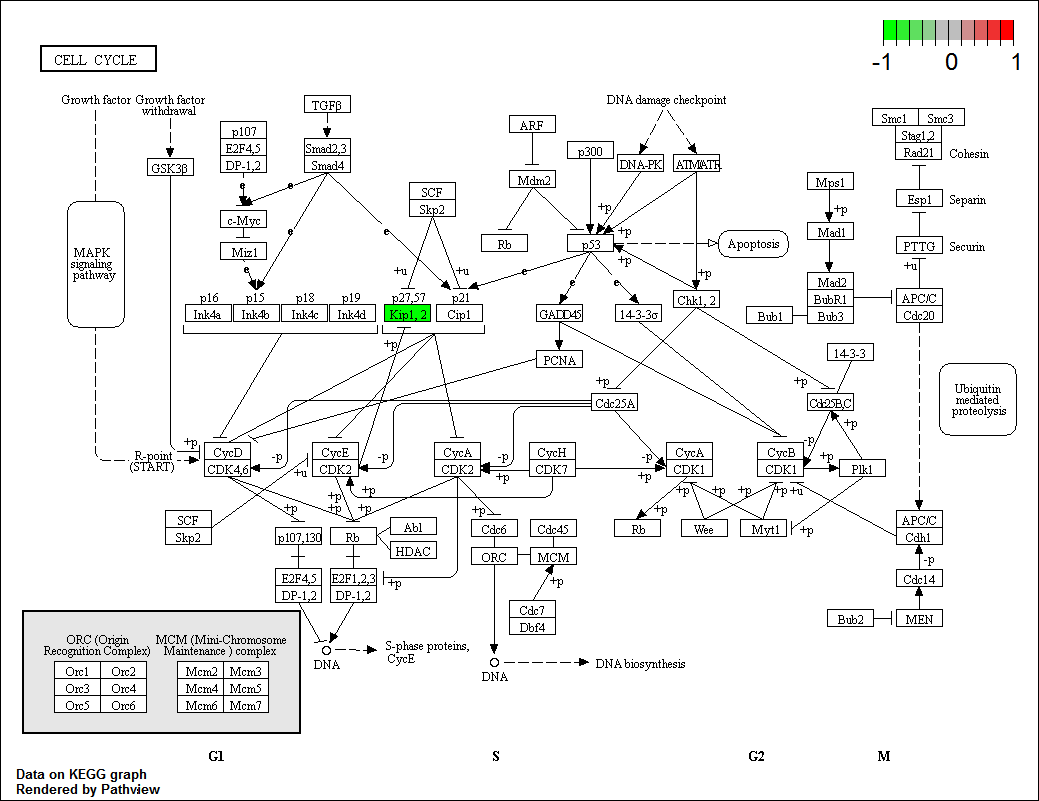 CELL CYCLE
-1 0 1
Growth factor
Growth factor
withdrawal
TGFβ
DNA damage checkpoint
p107
E2F4,5
DP-1,2
Smad2,3
Smad4
GSK3β
ARF
p300
DNA-PK
ATM/ATR
Smc1
Smc3
Stag1,2
Rad21
Cohesin
e
e
c-Myc
Miz1
e
e
SCF
Skp2
Mdm2
Rb
p53
+p
+p
+p
Apoptosis
Mps1
+p
Mad1
Esp1
Separin
PTTG
Securin
+u
MAPK
signaling
pathway
+u
+u
e
e
e
+p
Mad2
BubR1
Bub3
Bub1
APC/C
Cdc20
p16
Ink4a
p15
Ink4b
p18
Ink4c
p19
Ink4d
p27,57
Kip1, 2
p21
Cip1
GADD45
14-3-3σ
Chk1, 2
+p
PCNA
14-3-3
+p
+p
Cdc25A
Cdc25B,C
Ubiquitin
mediated
proteolysis
R-point
(START)
+p
CycD
CDK4,6
-p
CycE
CDK2
+u
-p
CycA
CDK2
-p
+p
CycH
CDK7
-p
+p
CycA
CDK1
CycB
CDK1
-p
+p
+p
Plk1
SCF
Skp2
+p
+p
+p
+p
+p
+p
+p
+p
+p
+u
+p
p107,130
Rb
Abl
HDAC
Cdc6
ORC
Cdc45
MCM
Rb
Wee
Myt1
APC/C
Cdh1
-p
Cdc14
MEN
Bub2
E2F4,5
DP-1,2
E2F1,2,3
DP-1,2
+p
+p
Cdc7
Dbf4
DNA
S-phase proteins,
CycE
DNA
DNA biosynthesis
ORC (Origin
Recognition Complex)
MCM (Mini-Chromosome
Maintenance ) complex
Orc1 Orc2
Orc3 Orc4
Orc5 Orc6
Mcm2 Mcm3
Mcm4 Mcm5
Mcm6 Mcm7
G1 S G2 M
Data on KEGG graph
Rendered by Pathview